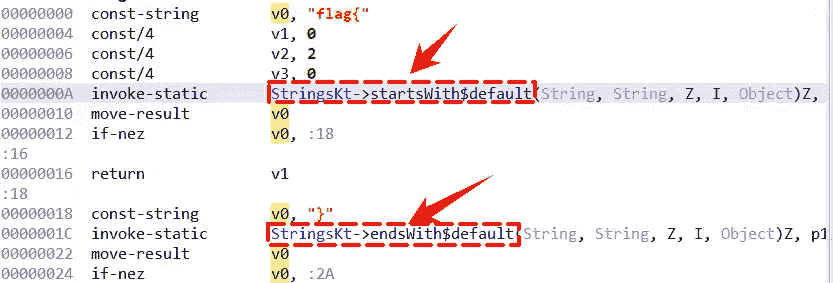 00000000 const-string v0, "flag{"
00000004 const/4 v1, 0
00000006 const/4 v2, 2
00000008 const/4 v3, 0
0000000A invoke-static StringsKt->startsWith$default(String, String, Z, I, Object)Z,
00000010 move-result v0
00000012 if-nez v0, :18
:16
00000016 return v1
:18
00000018 const-string v0, "}"
0000001C invoke-static StringsKt->endsWith$default(String, String, Z, I, Object)Z, p1
00000022 move-result v0
00000024 if-nez v0, :2A